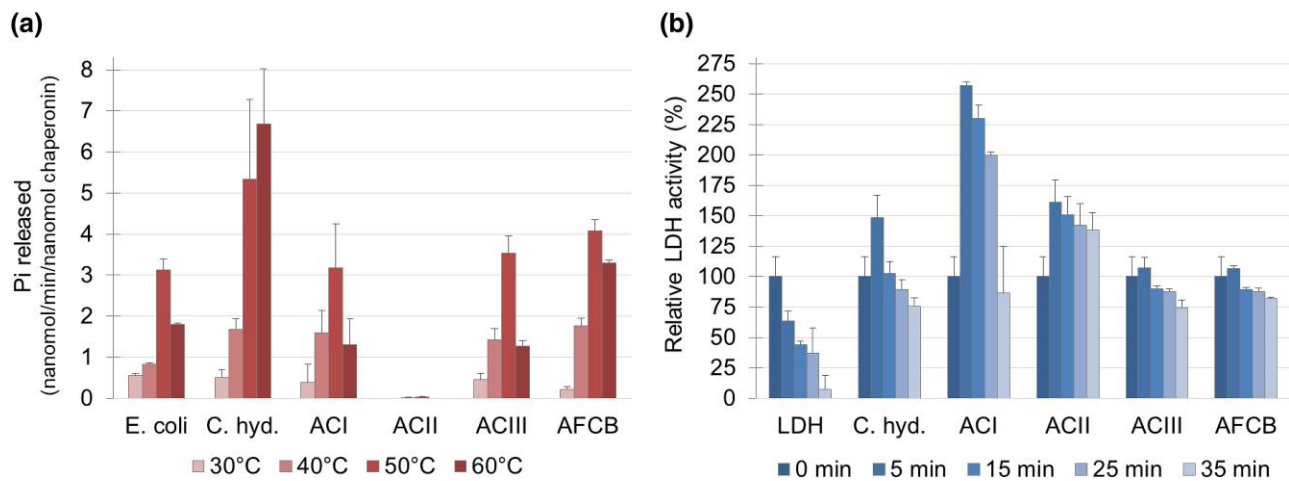 (a)
Pi released
(nanomol/min/nanomol chaperonin)
8
7
6
5
4
3
2
1
0
E. coli C. hyd. ACI ACII ACIII AFCB
30°C 40°C 50°C 60°C
(b)
Relative LDH activity (%)
275
250
225
200
175
150
125
100
75
50
25
0
LDH C. hyd. ACI ACII ACIII AFCB
0 min 5 min 15 min 25 min 35 min